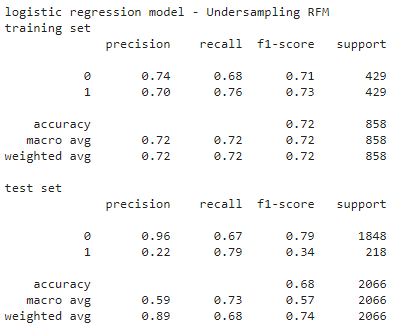 logistic regression model - Undersampling RFM
training set
precision recall f1-score support
0 0.74 0.68 0.71 429
1 0.70 0.76 0.73 429
accuracy 0.72 858
macro avg 0.72 0.72 0.72 858
weighted avg 0.72 0.72 0.72 858
test set
precision recall f1-score support
0 0.96 0.67 0.79 1848
1 0.22 0.79 0.34 218
accuracy 0.68 2066
macro avg 0.59 0.73 0.57 2066
weighted avg 0.89 0.68 0.74 2066